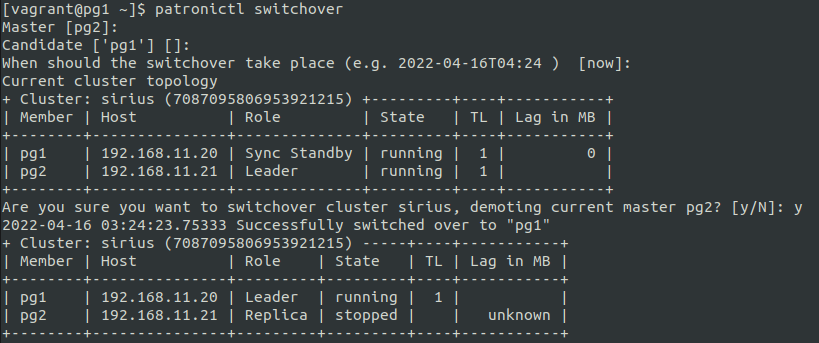 [vagrant@pg1 ~]$ patronictl switchover
Master [pg2]:
Candidate ['pg1'] []:
When should the switchover take place (e.g. 2022-04-16T04:24 )  [now]:
Current cluster topology
+ Cluster: sirius (7087095806953921215) +---------+----+-----------+
| Member | Host          | Role         | State   | TL | Lag in MB |
+--------+---------------+--------------+---------+----+-----------+
| pg1    | 192.168.11.20 | Sync Standby | running |  1 |         0 |
| pg2    | 192.168.11.21 | Leader       | running |  1 |           |
+--------+---------------+--------------+---------+----+-----------+
Are you sure you want to switchover cluster sirius, demoting current master pg2? [y/N]: y
2022-04-16 03:24:23.75333 Successfully switched over to "pg1"
+ Cluster: sirius (7087095806953921215) -----+----+-----------+
| Member | Host          | Role    | State   | TL | Lag in MB |
+--------+---------------+---------+---------+----+-----------+
| pg1    | 192.168.11.20 | Leader  | running |  1 |           |
| pg2    | 192.168.11.21 | Replica | stopped |    |   unknown |
+--------+---------------+---------+---------+----+-----------+